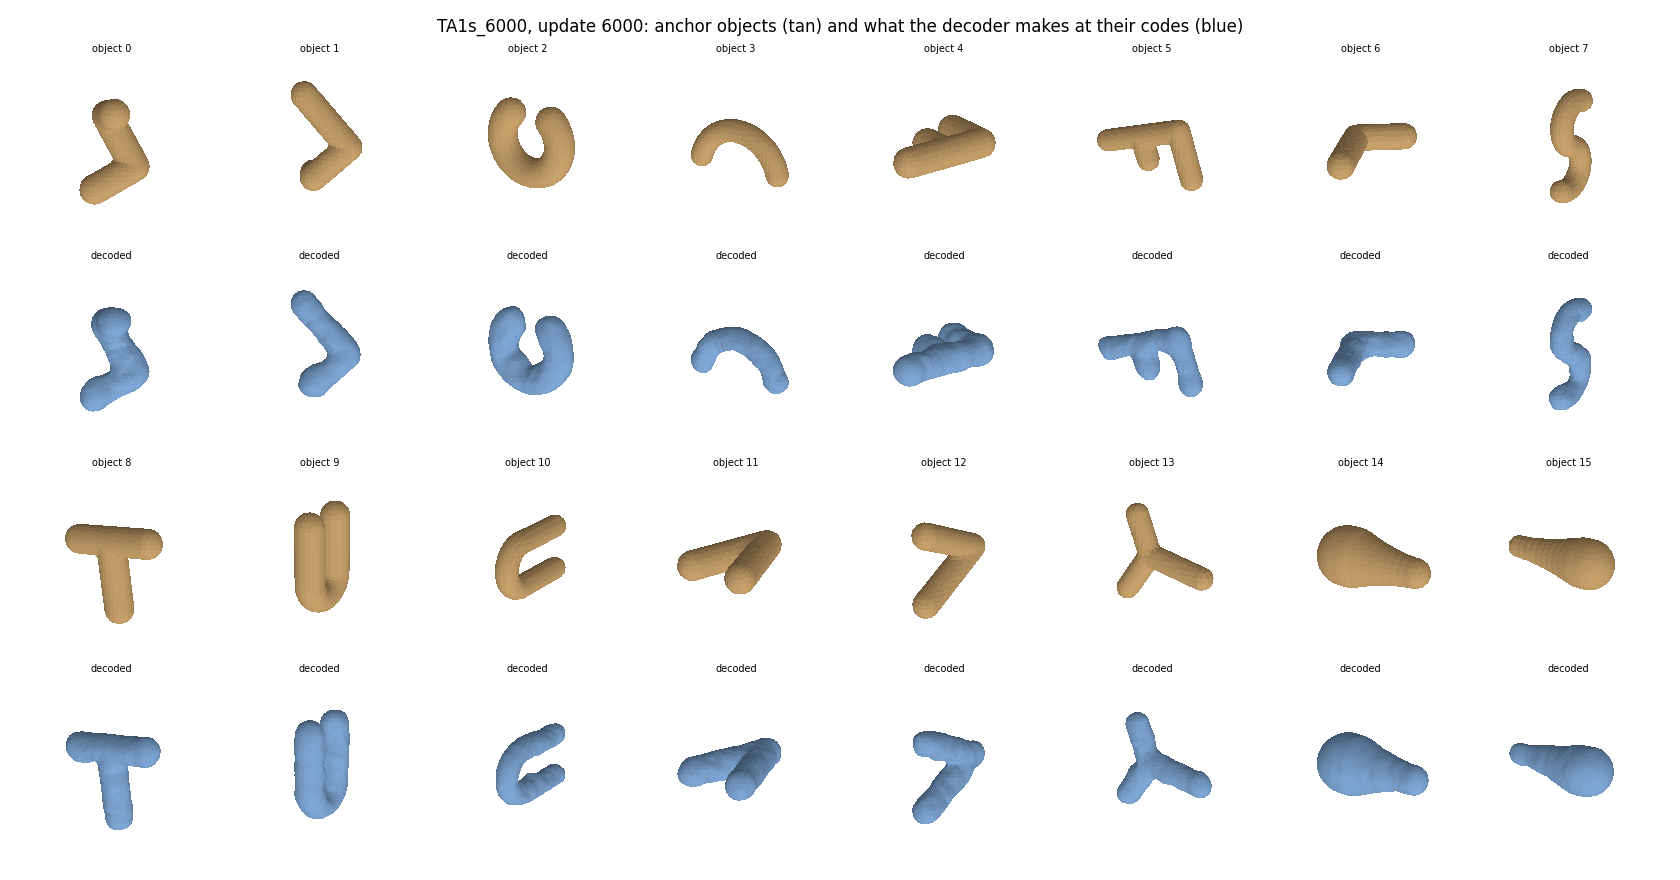 TA1s_6000, update 6000: anchor objects (tan) and what the decoder makes at their codes (blue)
object 0 object 1 object 2 object 3 object 4 object 5 object 6 object 7
decoded decoded decoded decoded decoded decoded decoded decoded
object 8 object 9 object 10 object 11 object 12 object 13 object 14 object 15
decoded decoded decoded decoded decoded decoded decoded decoded